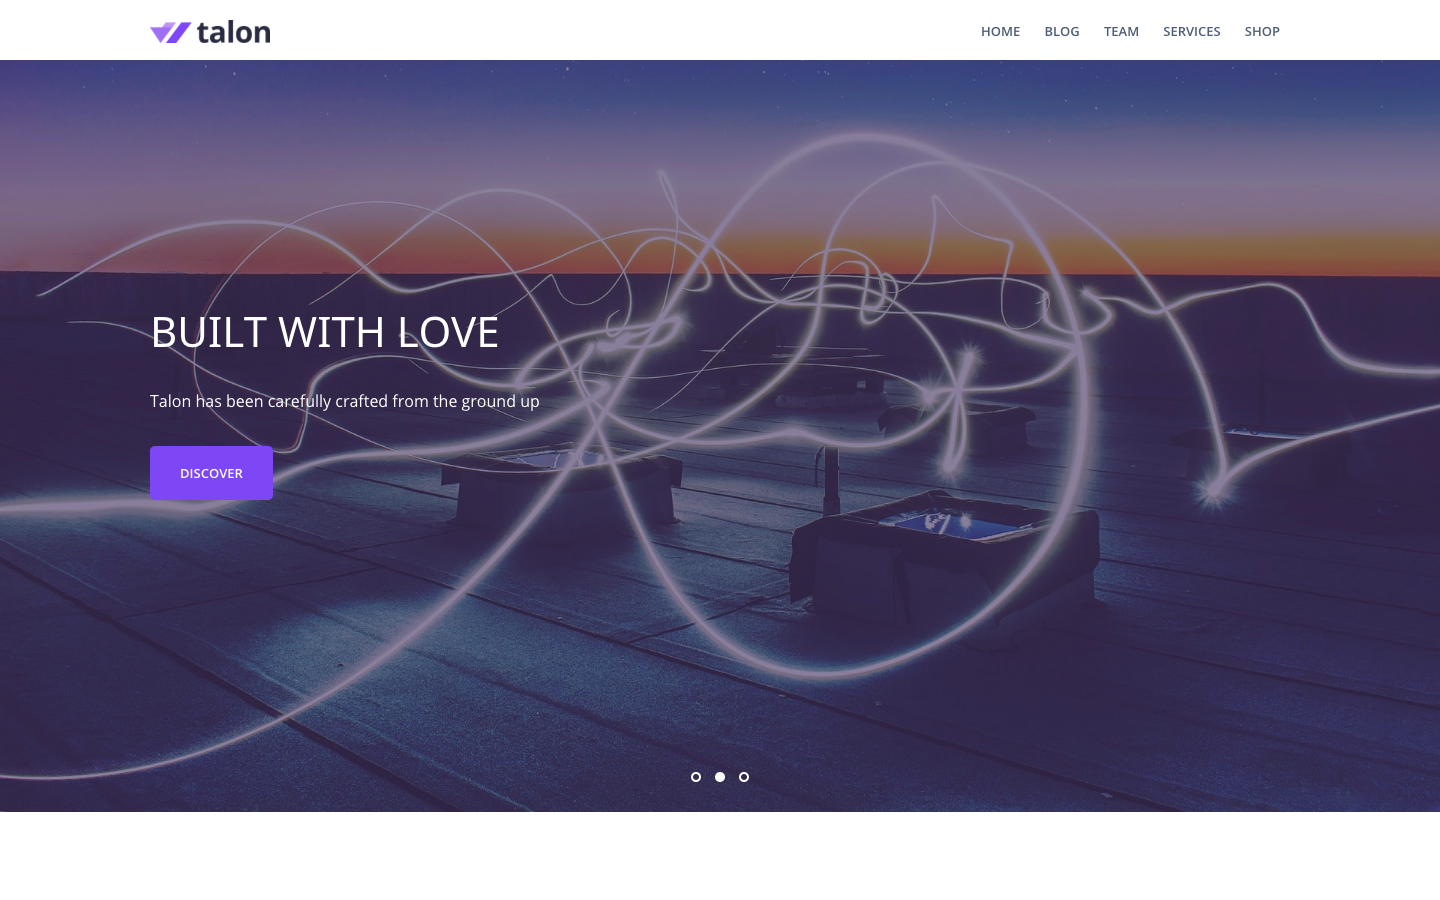 talon
HOME BLOG TEAM SERVICES SHOP
BUILT WITH LOVE
Talon has been carefully crafted from the ground up
DISCOVER